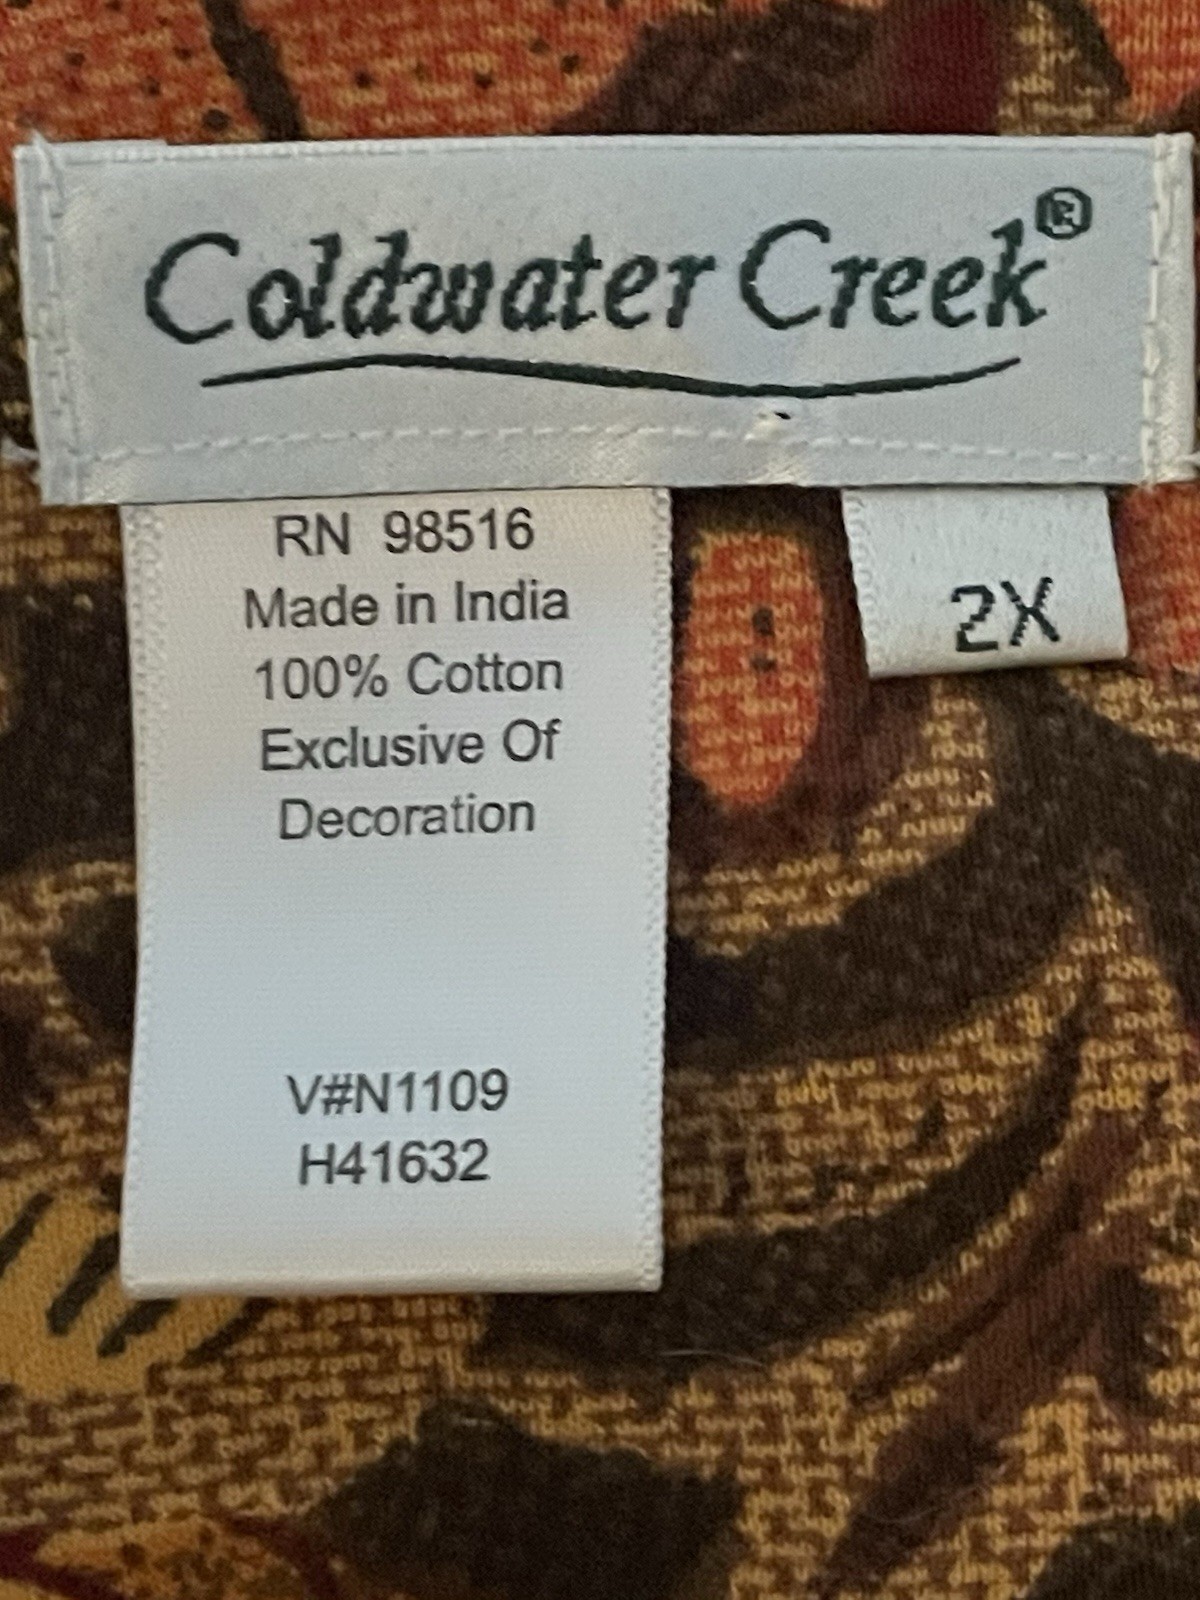 Coldwater Creek®
RN 98516
Made in India
100% Cotton
Exclusive Of
Decoration
V#N1109
H41632
2X